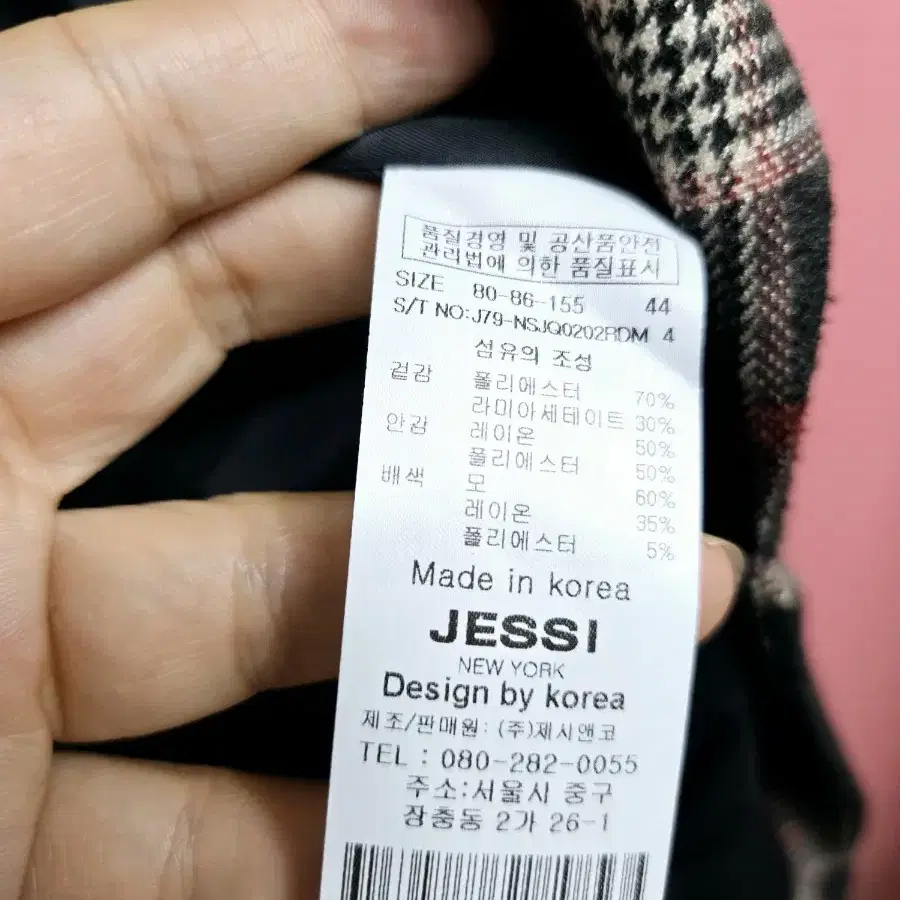 품질경영 및 공산품안전
관리법에 의한 품질표시
SIZE 80-86-155 44
S/T NO:J79-NSJQ0202RDM 4
섬유의 조성
겉감 폴리에스터 70%
라미아세테이트 30%
안감 레이온 50%
폴리에스터 50%
배색 모 60%
레이온 35%
폴리에스터 5%
Made in korea
JESSI
NEW YORK
Design by korea
제조/판매원: (주)제시앤코
TEL : 080-282-0055
주소:서울시 중구
장충동 2가 26-1